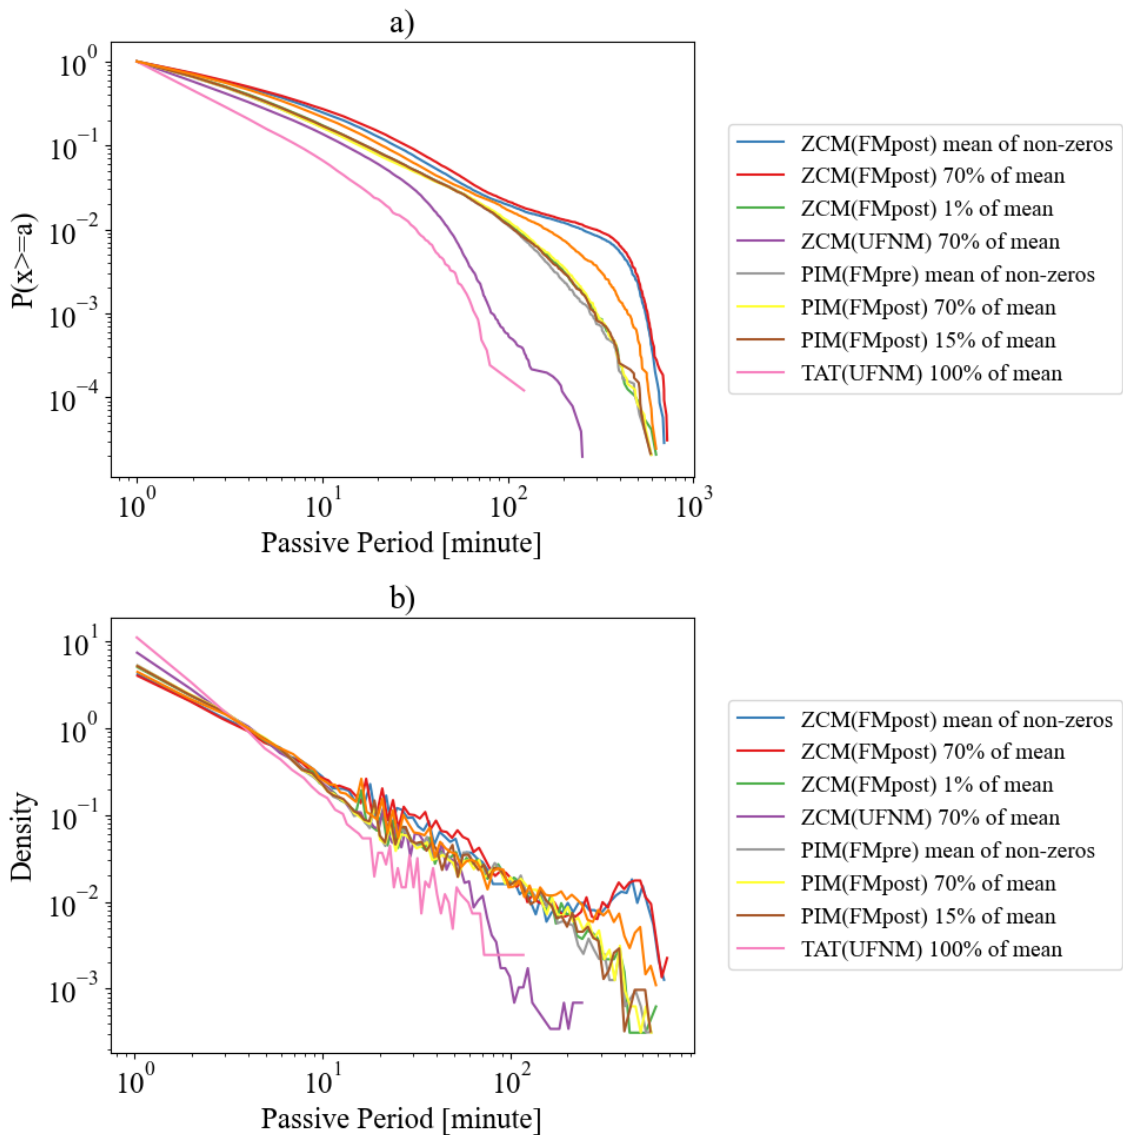 a)
10^0
10^-1
10^-2
10^-3
10^-4
P(x>=a)
10^0
10^1
10^2
10^3
Passive Period [minute]
ZCM(FMpost) mean of non-zeros
ZCM(FMpost) 70% of mean
ZCM(FMpost) 1% of mean
ZCM(UFNM) 70% of mean
PIM(FMpre) mean of non-zeros
PIM(FMpost) 70% of mean
PIM(FMpost) 15% of mean
TAT(UFNM) 100% of mean
b)
10^1
10^0
10^-1
10^-2
10^-3
Density
10^0
10^1
10^2
Passive Period [minute]
ZCM(FMpost) mean of non-zeros
ZCM(FMpost) 70% of mean
ZCM(FMpost) 1% of mean
ZCM(UFNM) 70% of mean
PIM(FMpre) mean of non-zeros
PIM(FMpost) 70% of mean
PIM(FMpost) 15% of mean
TAT(UFNM) 100% of mean